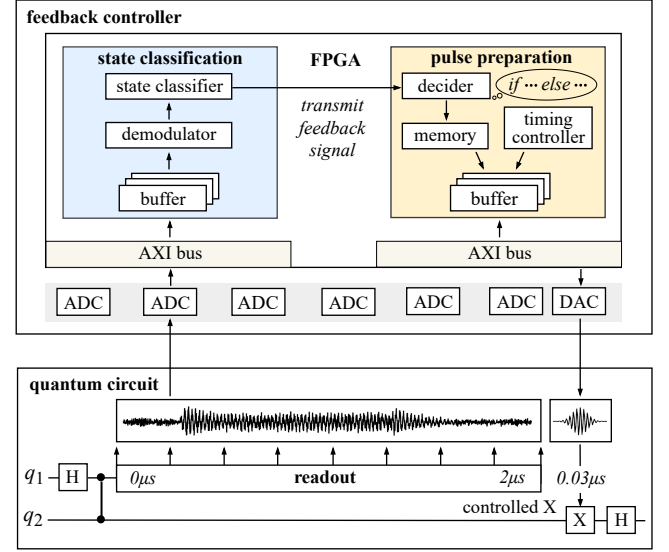 feedback controller
state classification
FPGA
pulse preparation
state classifier
decider
if ··· else ···
transmit
feedback
signal
demodulator
memory
timing
controller
buffer
buffer
AXI bus
AXI bus
ADC
ADC
ADC
ADC
ADC
ADC
DAC
quantum circuit
q1
H
0μs
readout
2μs
0.03μs
controlled X
q2
X
H